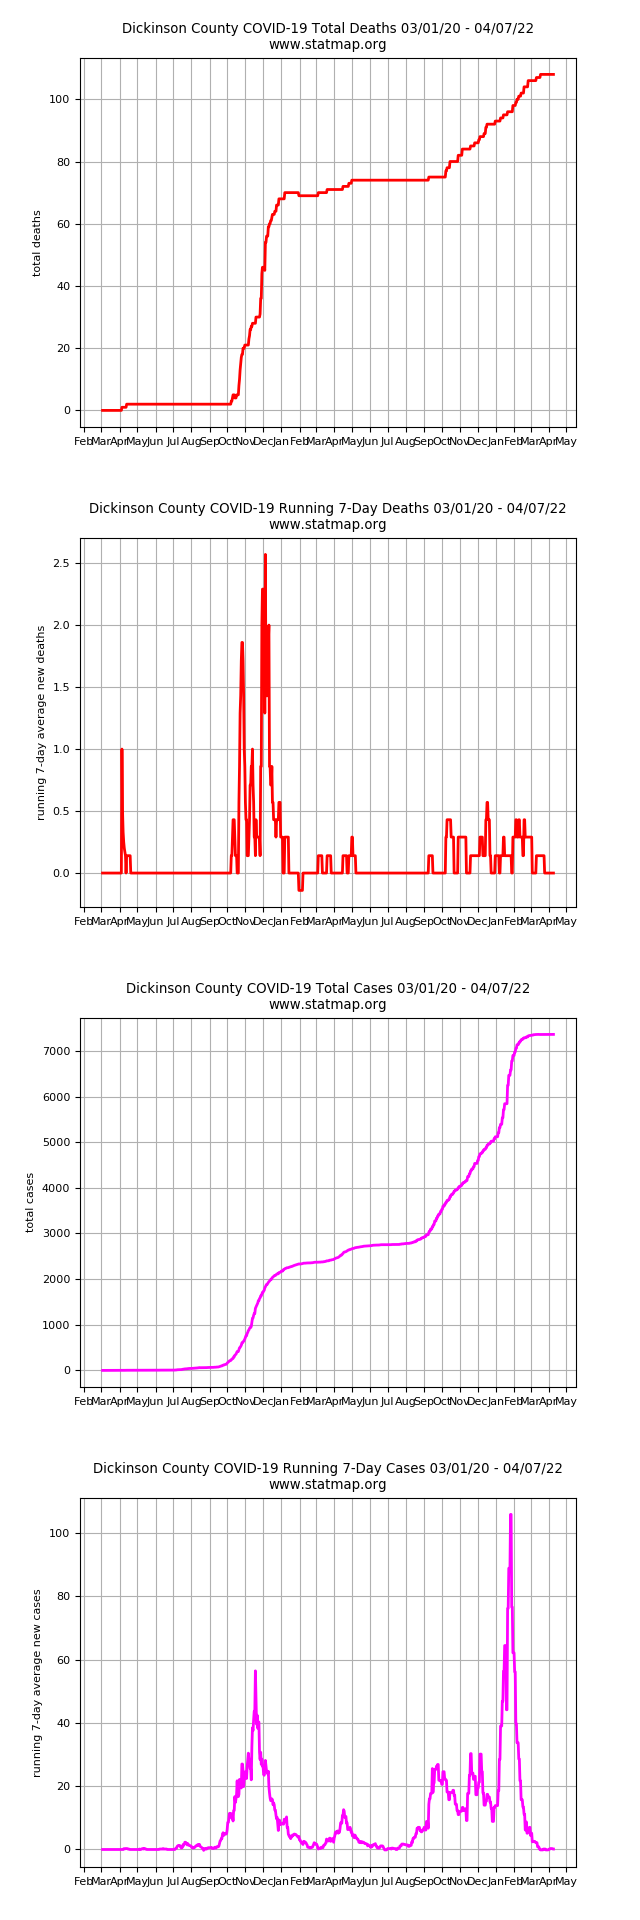 Dickinson County COVID-19 Total Deaths 03/01/20 - 04/07/22
www.statmap.org
total deaths
100
80
60
40
20
0
Feb Mar Apr May Jun Jul Aug Sep Oct Nov Dec Jan Feb Mar Apr May Jun Jul Aug Sep Oct Nov Dec Jan Feb Mar Apr May
Dickinson County COVID-19 Running 7-Day Deaths 03/01/20 - 04/07/22
www.statmap.org
running 7-day average new deaths
2.5
2.0
1.5
1.0
0.5
0.0
Feb Mar Apr May Jun Jul Aug Sep Oct Nov Dec Jan Feb Mar Apr May Jun Jul Aug Sep Oct Nov Dec Jan Feb Mar Apr May
Dickinson County COVID-19 Total Cases 03/01/20 - 04/07/22
www.statmap.org
total cases
7000
6000
5000
4000
3000
2000
1000
0
Feb Mar Apr May Jun Jul Aug Sep Oct Nov Dec Jan Feb Mar Apr May Jun Jul Aug Sep Oct Nov Dec Jan Feb Mar Apr May
Dickinson County COVID-19 Running 7-Day Cases 03/01/20 - 04/07/22
www.statmap.org
running 7-day average new cases
100
80
60
40
20
0
Feb Mar Apr May Jun Jul Aug Sep Oct Nov Dec Jan Feb Mar Apr May Jun Jul Aug Sep Oct Nov Dec Jan Feb Mar Apr May